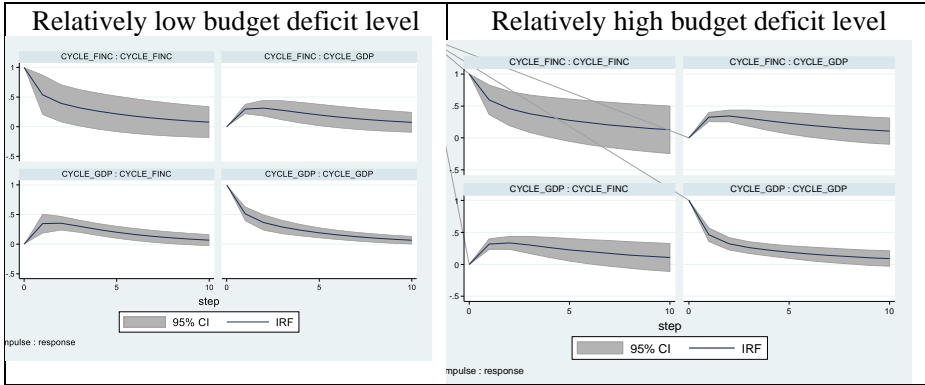 Relatively low budget deficit level
CYCLE_FINC : CYCLE_FINC
CYCLE_FINC : CYCLE_GDP
1
.5
0
-.5
CYCLE_GDP : CYCLE_FINC
CYCLE_GDP : CYCLE_GDP
1
.5
0
-.5
0
5
10
0
5
10
step
95% CI
IRF
mpulse : response
Relatively high budget deficit level
CYCLE_FINC : CYCLE_FINC
CYCLE_FINC : CYCLE_GDP
1
.5
0
-.5
CYCLE_GDP : CYCLE_FINC
CYCLE_GDP : CYCLE_GDP
1
.5
0
-.5
0
5
10
0
5
10
step
95% CI
IRF
mpulse : response